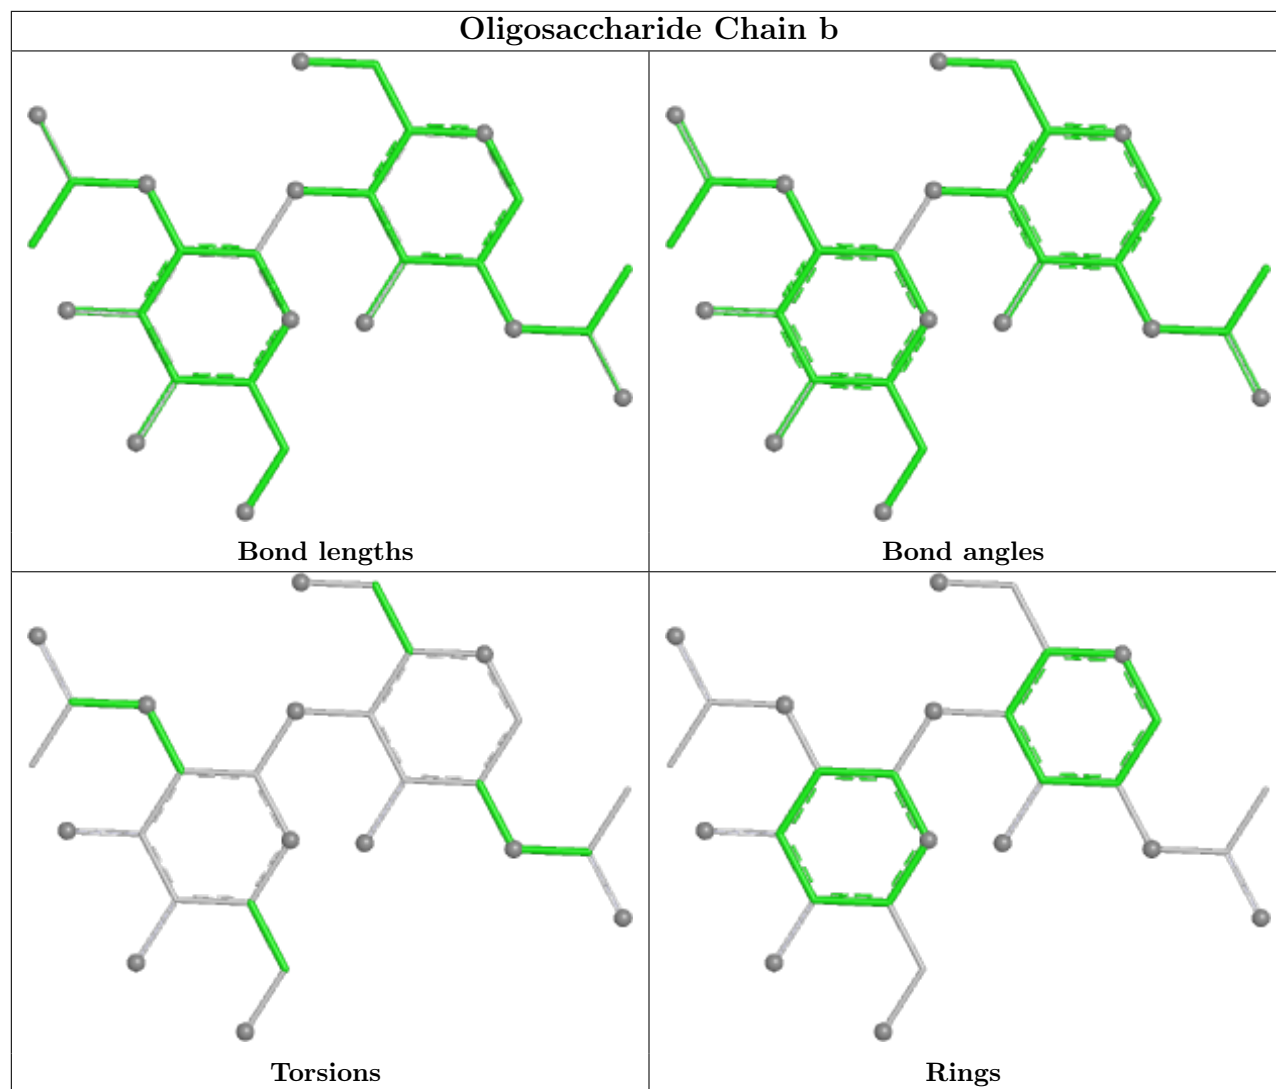 Oligosaccharide Chain b
Bond lengths
Bond angles
Torsions
Rings